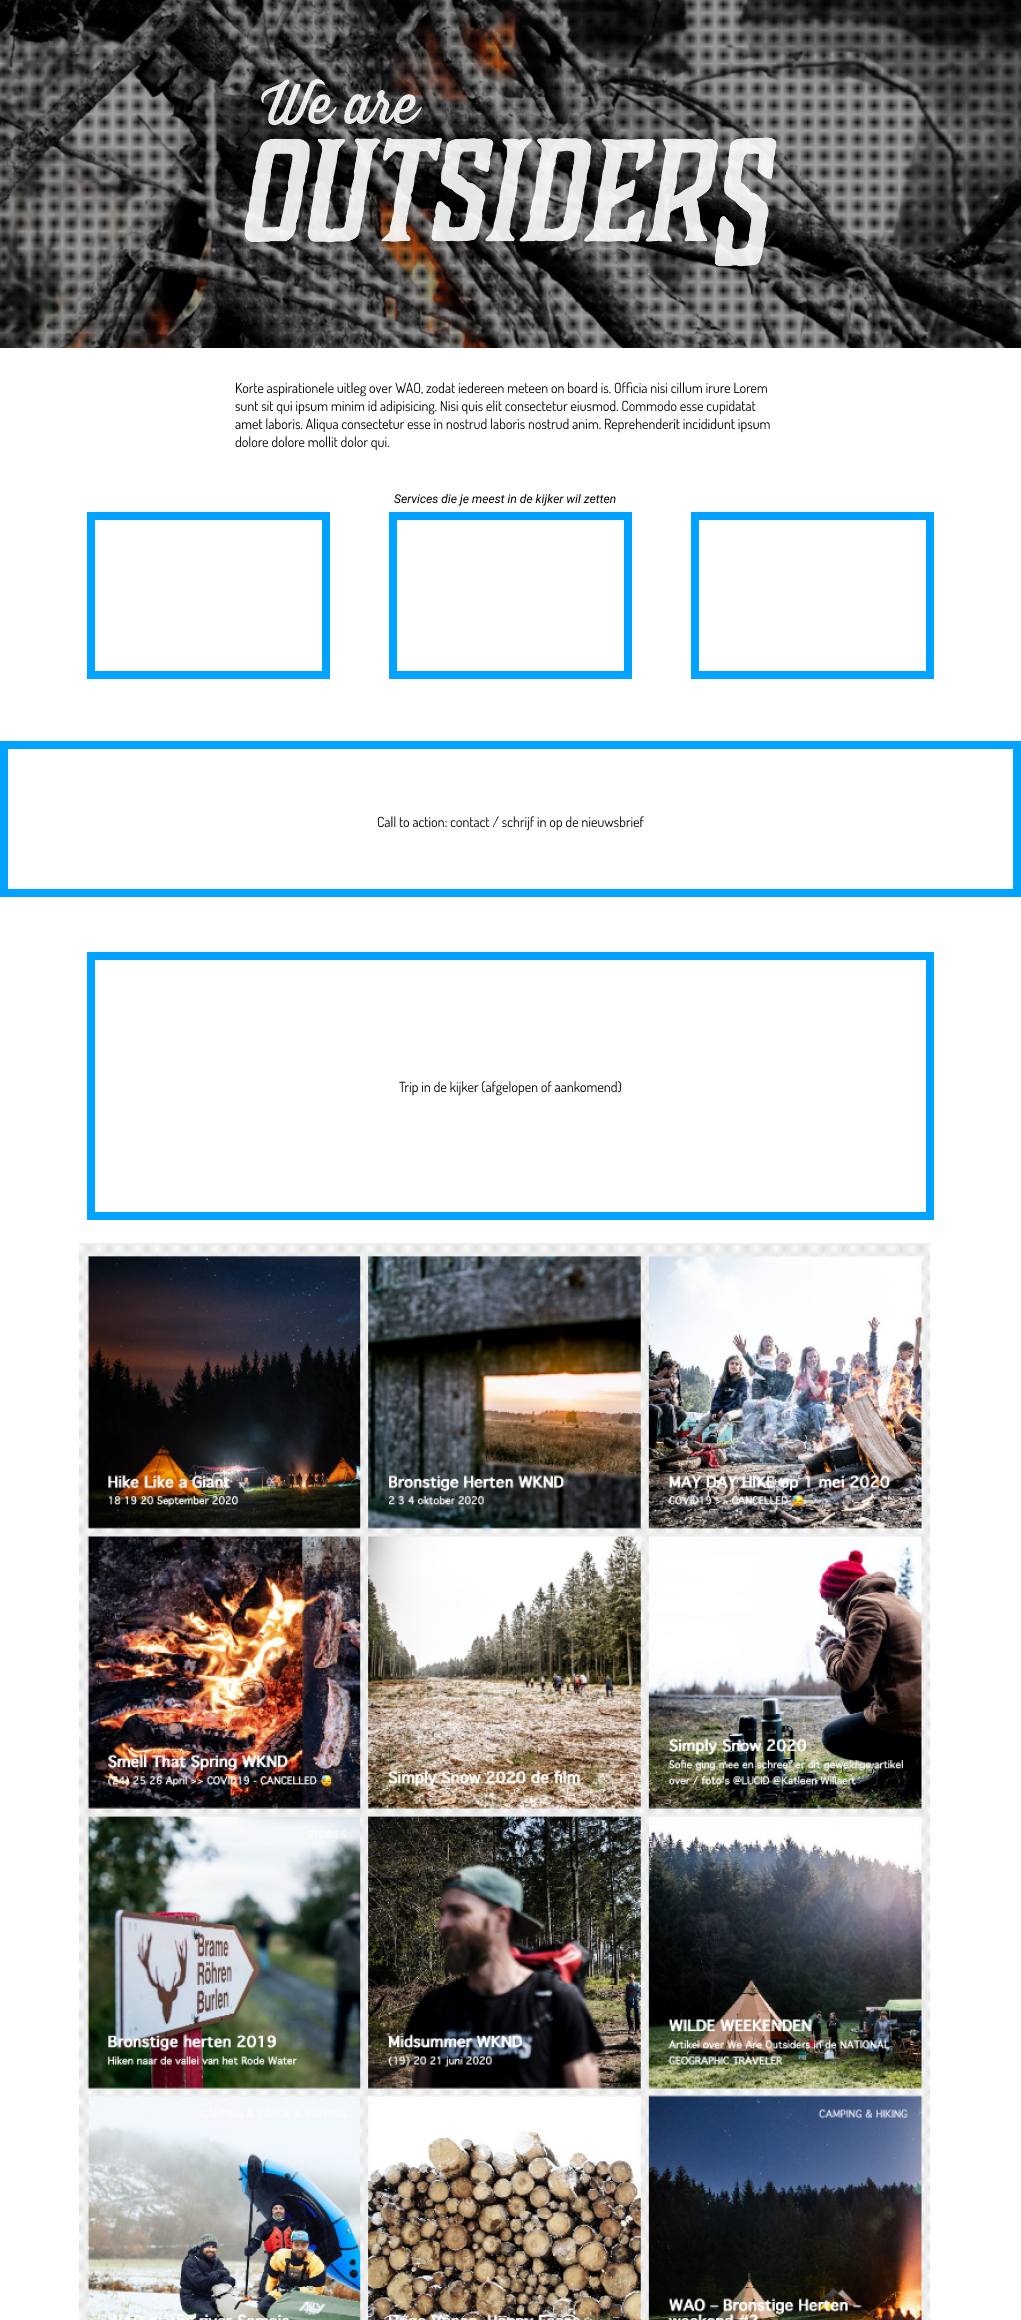 We are
OUTSIDERS
Korte aspirationele uitleg over WAO, zodat iedereen meteen on board is. Officia nisi cillum irure Lorem
sunt sit qui ipsum minim id adipisicing. Nisi quis elit consectetur eiusmod. Commodo esse cupidatat
amet laboris. Aliqua consectetur esse in nostrud laboris nostrud anim. Reprehenderit incididunt ipsum
dolore dolore mollit dolor qui.
Services die je meest in de kijker wil zetten
Call to action: contact / schrijf in op de nieuwsbrief
Trip in de kijker (afgelopen of aankomend)
Hike Like a Giant
18 19 20 September 2020
Bronstige Herten WKND
2 3 4 oktober 2020
MAY DAY HIKE op 1 mei 2020
COVID19 >> CANCELLED 😥
Smell That Spring WKND
(24) 25 26 April >> COVID19 - CANCELLED 😥
Simply Snow 2020 de film
Simply Snow 2020
Sofie ging mee en schreef er dit geweldige artikel
over / foto's @LUCID @Katleen Willaert
Brame
Röhren
Burlen
Bronstige herten 2019
Hiken naar de vallei van het Rode Water
Midsummer WKND
(19) 20 21 juni 2020
WILDE WEEKENDEN
Artikel over We Are Outsiders in de NATIONAL
GEOGRAPHIC TRAVELER
CAMPING & HIKING
WAO – Bronstige Herten –
weekend #2